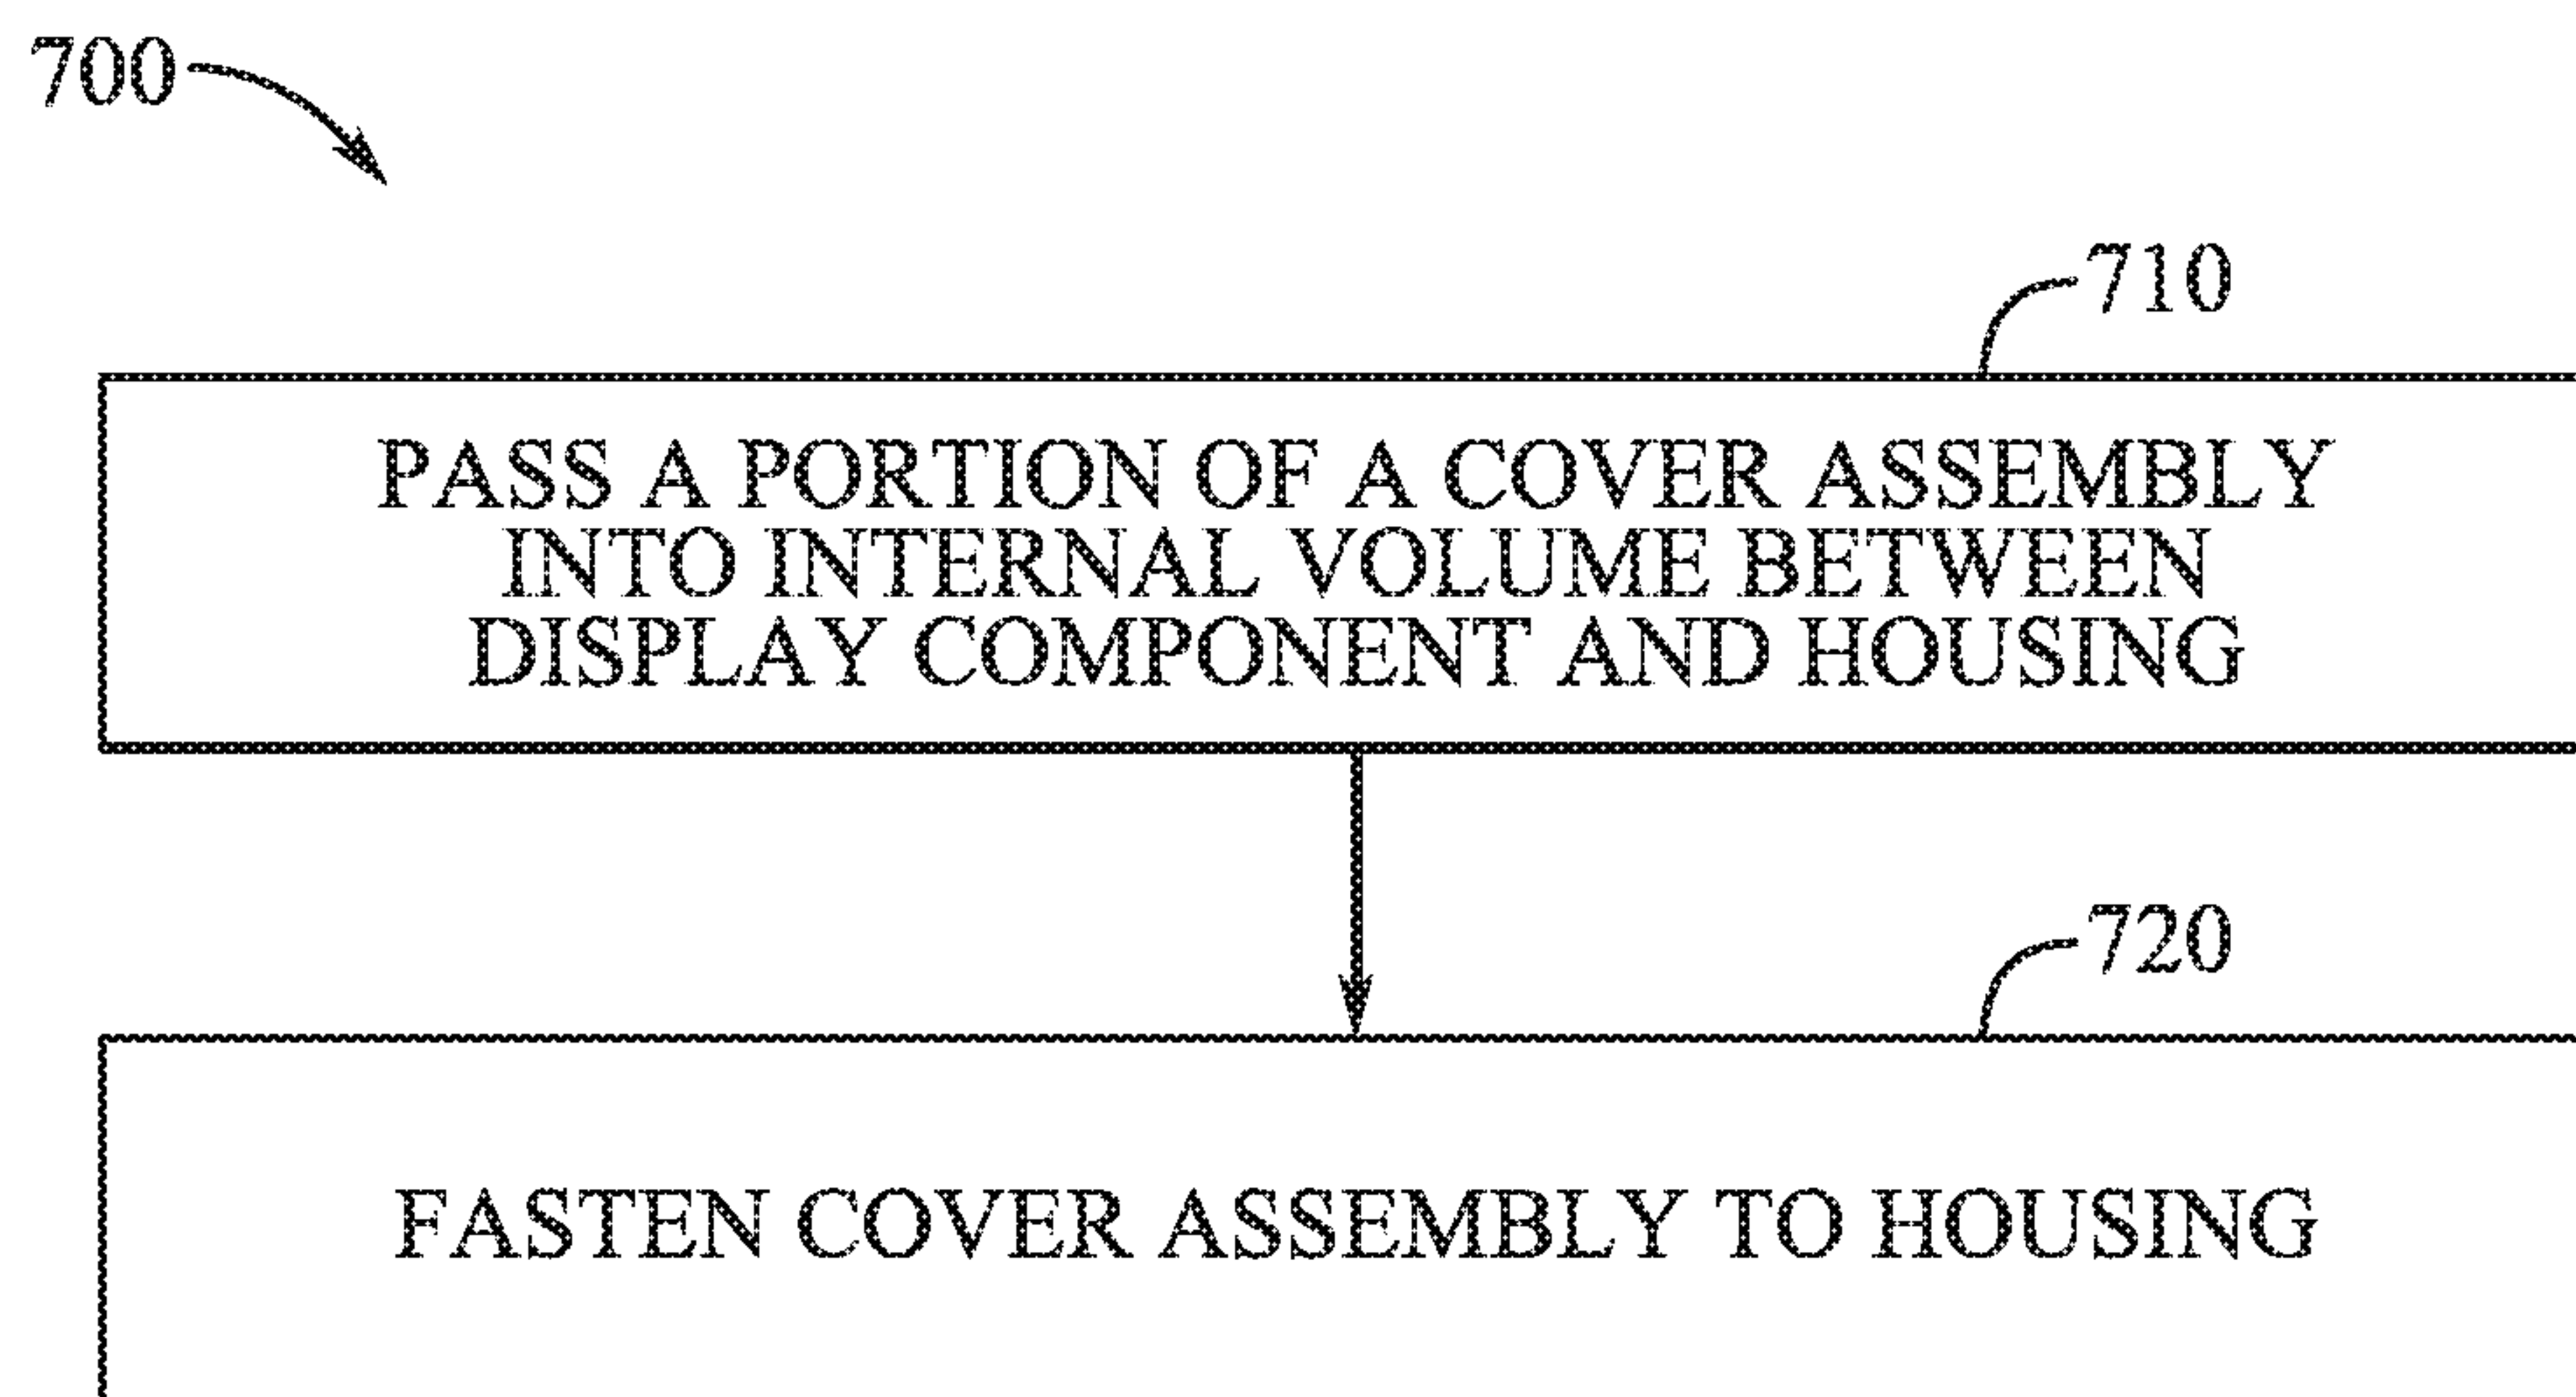 700
710
PASS A PORTION OF A COVER ASSEMBLY
INTO INTERNAL VOLUME BETWEEN
DISPLAY COMPONENT AND HOUSING
720
FASTEN COVER ASSEMBLY TO HOUSING